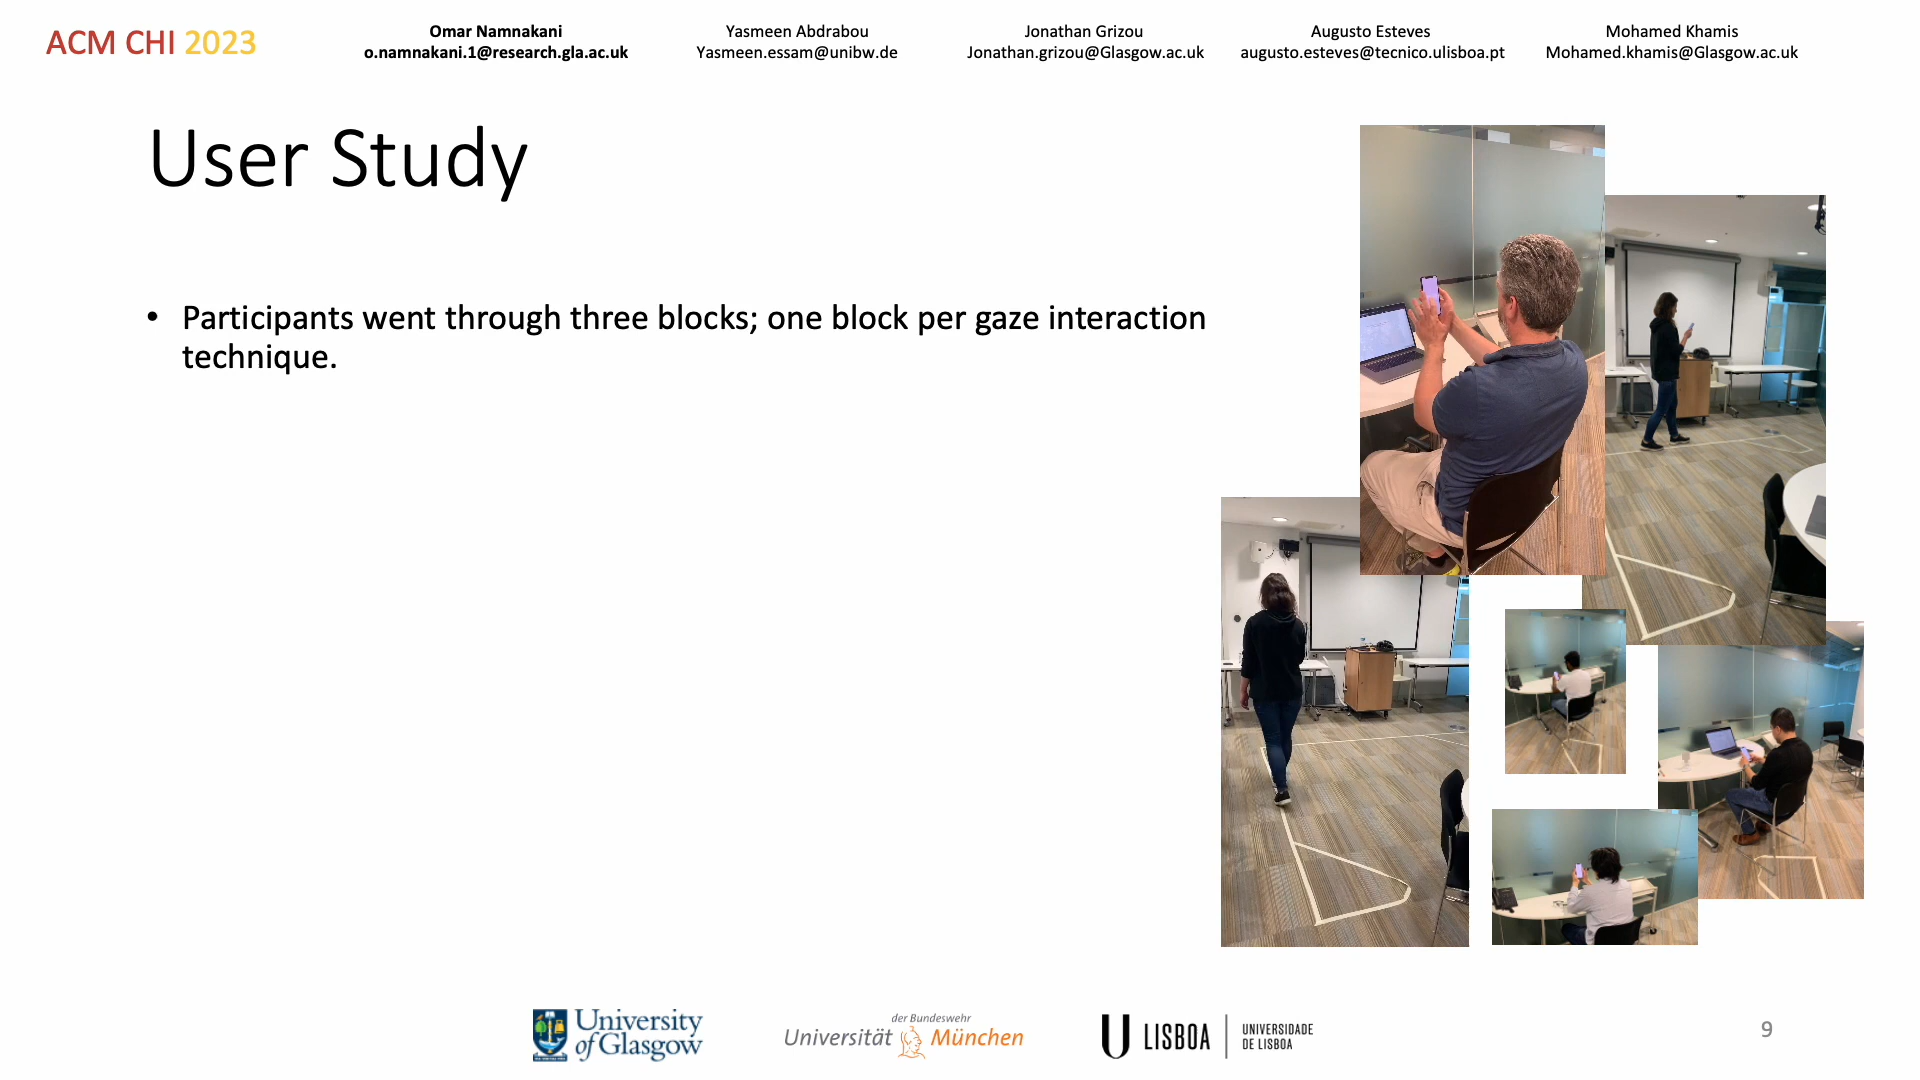 ACM CHI 2023
Omar Namnakani
o.namnakani.1@research.gla.ac.uk
Yasmeen Abdrabou
Yasmeen.essam@unibw.de
Jonathan Grizou
Jonathan.grizou@Glasgow.ac.uk
Augusto Esteves
augusto.esteves@tecnico.ulisboa.pt
Mohamed Khamis
Mohamed.khamis@Glasgow.ac.uk
User Study
• Participants went through three blocks; one block per gaze interaction
technique.
University
of Glasgow
der Bundeswehr
Universität München
U LISBOA
UNIVERSIDADE
DE LISBOA
9